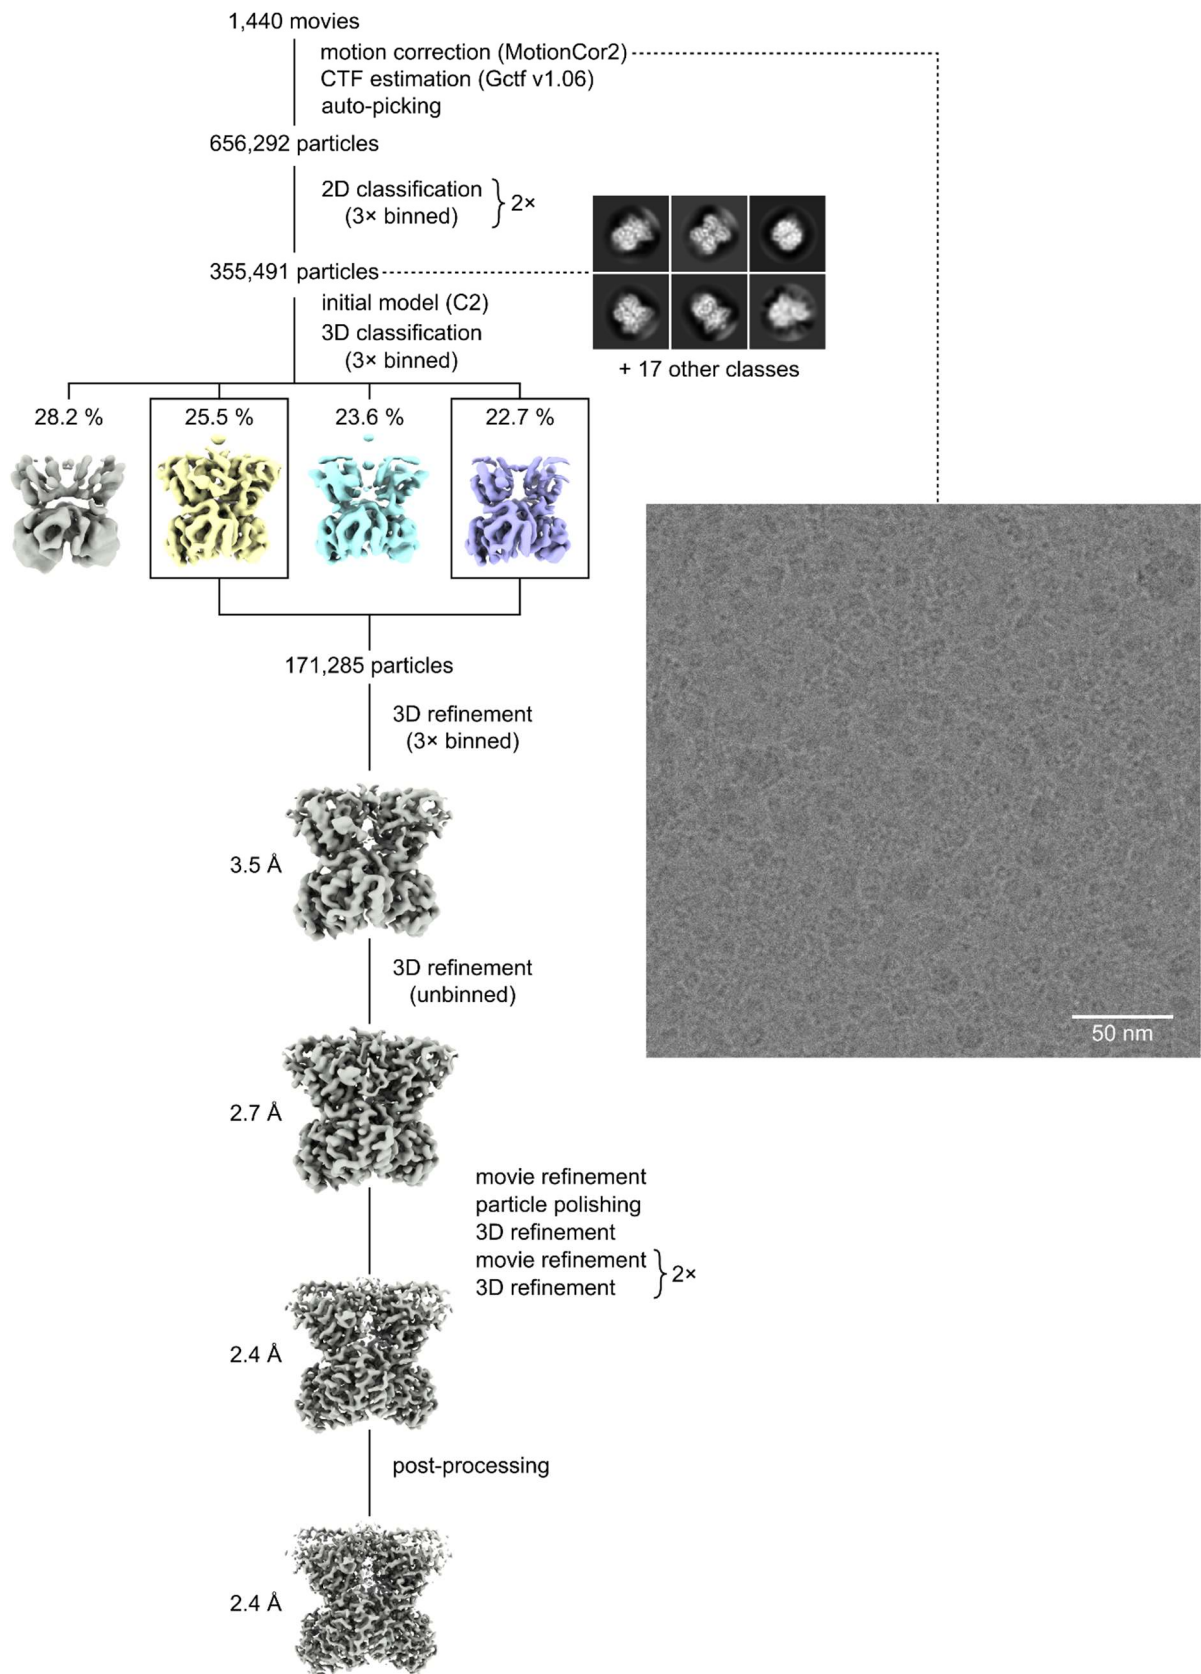 1,440 movies
motion correction (MotionCor2)
CTF estimation (Gctf v1.06)
auto-picking
656,292 particles
2D classification
(3× binned)
2×
355,491 particles
initial model (C2)
3D classification
(3× binned)
+ 17 other classes
28.2 %
25.5 %
23.6 %
22.7 %
171,285 particles
3D refinement
(3× binned)
3.5 Å
3D refinement
(unbinned)
50 nm
2.7 Å
movie refinement
particle polishing
3D refinement
movie refinement
3D refinement
2×
2.4 Å
post-processing
2.4 Å